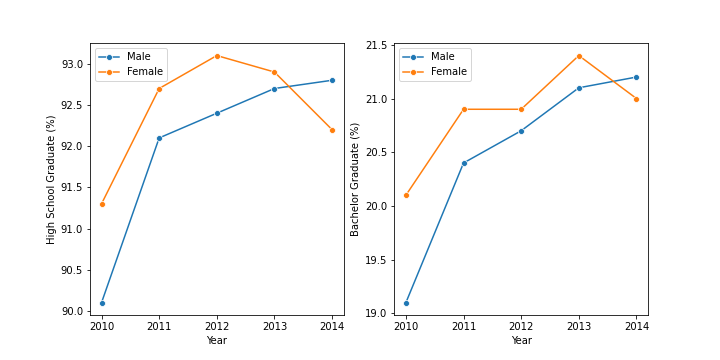 Male
Female
93.0
92.5
92.0
91.5
91.0
90.5
90.0
High School Graduate (%)
2010 2011 2012 2013 2014
Year
Male
Female
21.5
21.0
20.5
20.0
19.5
19.0
Bachelor Graduate (%)
2010 2011 2012 2013 2014
Year